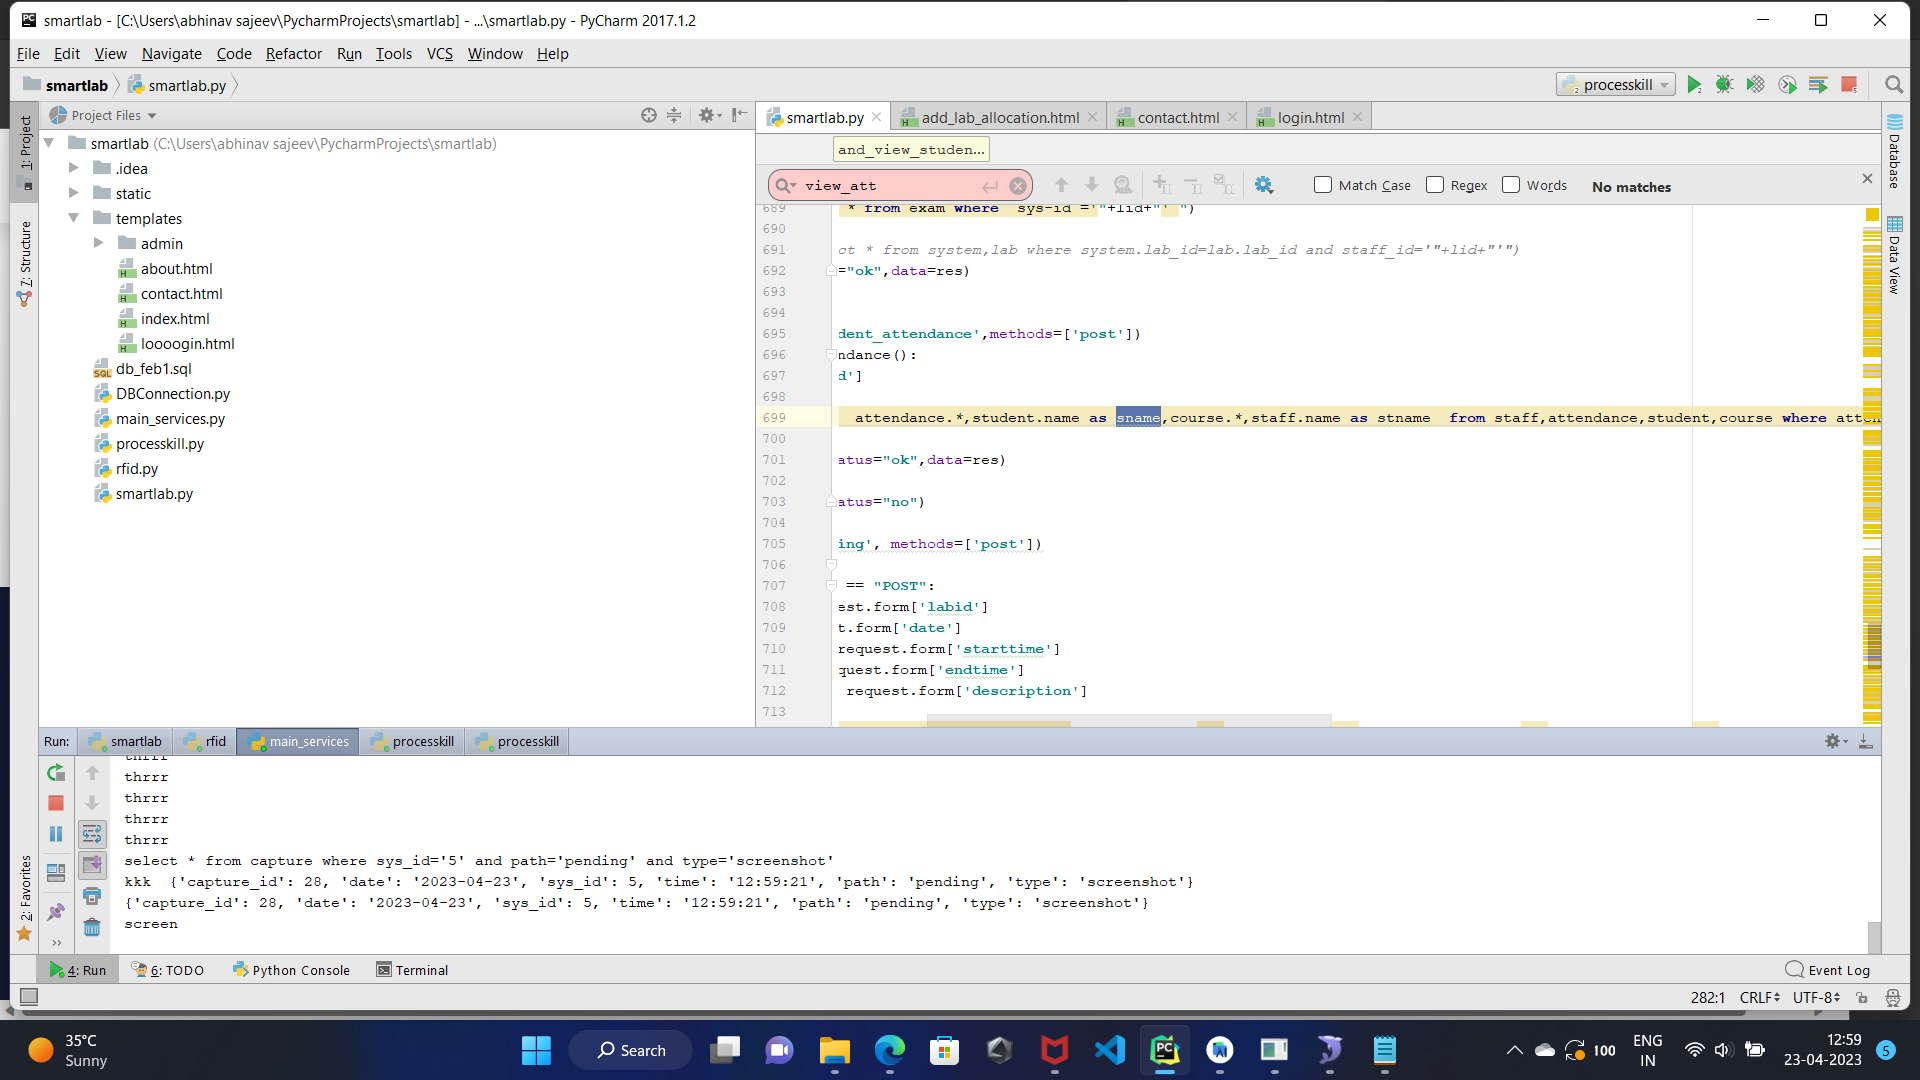 smartlab - [C:\Users\abhinav sajeev\PycharmProjects\smartlab] - ...\smartlab.py - PyCharm 2017.1.2
File Edit View Navigate Code Refactor Run Tools VCS Window Help
smartlab smartlab.py processkill
1: Project
7: Structure
2: Favorites
Project Files
smartlab (C:\Users\abhinav sajeev\PycharmProjects\smartlab)
.idea
static
templates
admin
about.html
contact.html
index.html
loooogin.html
db_feb1.sql
DBConnection.py
main_services.py
processkill.py
rfid.py
smartlab.py
smartlab.py add_lab_allocation.html contact.html login.html
and_view_studen...
view_att Match Case Regex Words No matches
689 * from exam where sys-id ='"+lid+"' ")
690
691 ct * from system,lab where system.lab_id=lab.lab_id and staff_id='"+lid+"'")
692 ="ok",data=res)
693
694
695 dent_attendance',methods=['post'])
696 ndance():
697 d']
698
699 attendance.*,student.name as sname,course.*,staff.name as stname  from staff,attendance,student,course where atten
700
701 atus="ok",data=res)
702
703 atus="no")
704
705 ing', methods=['post'])
706
707 == "POST":
708 est.form['labid']
709 t.form['date']
710 request.form['starttime']
711 quest.form['endtime']
712 request.form['description']
713
Database
Data View
Run: smartlab rfid main_services processkill processkill
thrrr
thrrr
thrrr
thrrr
thrrr
select * from capture where sys_id='5' and path='pending' and type='screenshot'
kkk  {'capture_id': 28, 'date': '2023-04-23', 'sys_id': 5, 'time': '12:59:21', 'path': 'pending', 'type': 'screenshot'}
{'capture_id': 28, 'date': '2023-04-23', 'sys_id': 5, 'time': '12:59:21', 'path': 'pending', 'type': 'screenshot'}
screen
4: Run 6: TODO Python Console Terminal Event Log
282:1 CRLF UTF-8
35°C
Sunny
Search
100
ENG
IN
12:59
23-04-2023
5